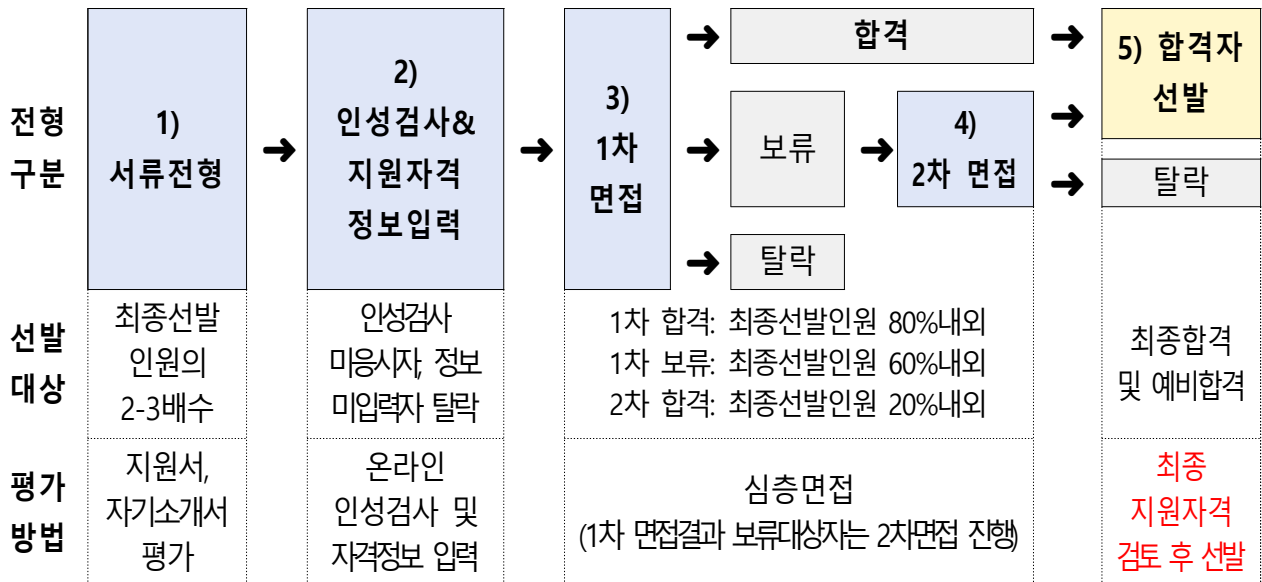 전형
구분
1)
서류전형
2)
인성검사&
지원자격
정보입력
3)
1차
면접
합격
보류
탈락
4)
2차 면접
5) 합격자
선발
탈락
선발
대상
최종선발
인원의
2-3배수
인성검사
미응시자, 정보
미입력자 탈락
1차 합격: 최종선발인원 80%내외
1차 보류: 최종선발인원 60%내외
2차 합격: 최종선발인원 20%내외
최종합격
및 예비합격
평가
방법
지원서,
자기소개서
평가
온라인
인성검사 및
자격정보 입력
심층면접
(1차 면접결과 보류대상자는 2차면접 진행)
최종
지원자격
검토 후 선발